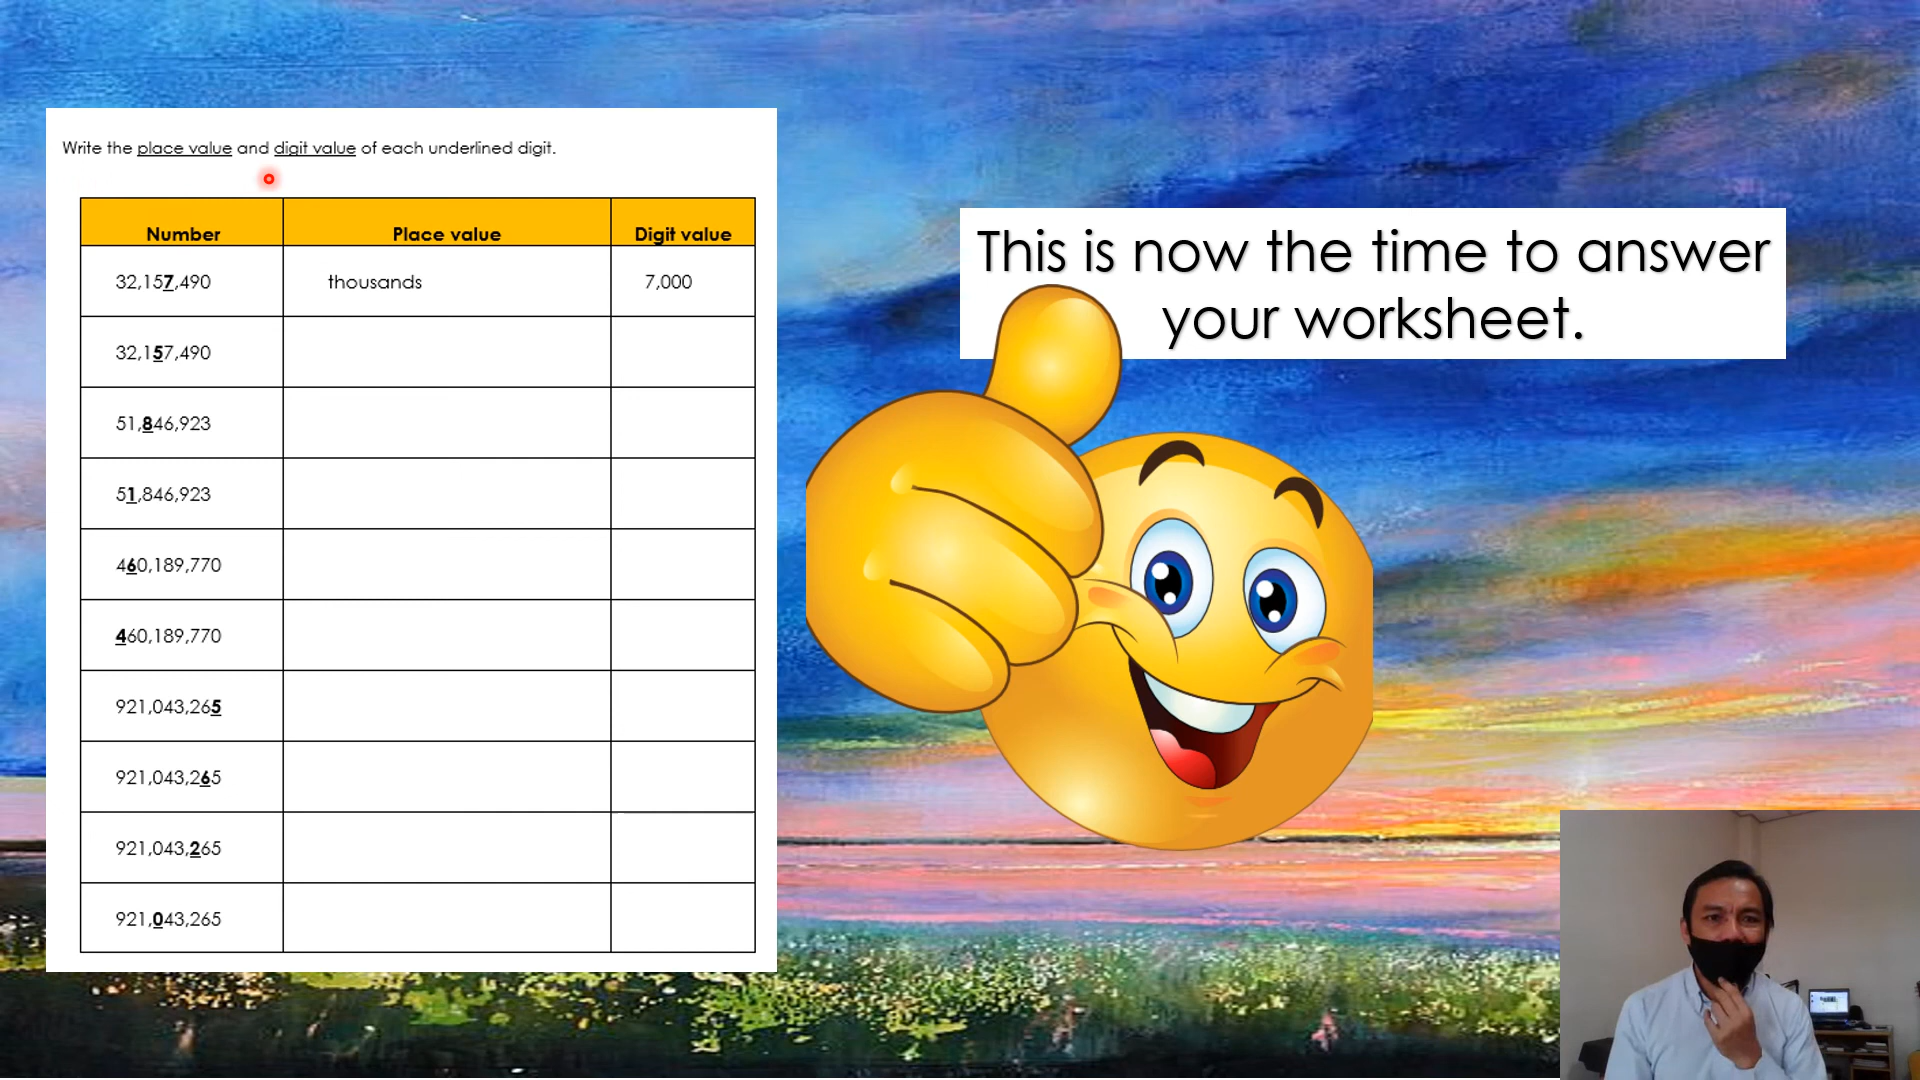 Write the place value and digit value of each underlined digit.
Number Place value Digit value
32,157,490 thousands 7,000
32,157,490
51,846,923
51,846,923
460,189,770
460,189,770
921,043,265
921,043,265
921,043,265
921,043,265
This is now the time to answer
your worksheet.